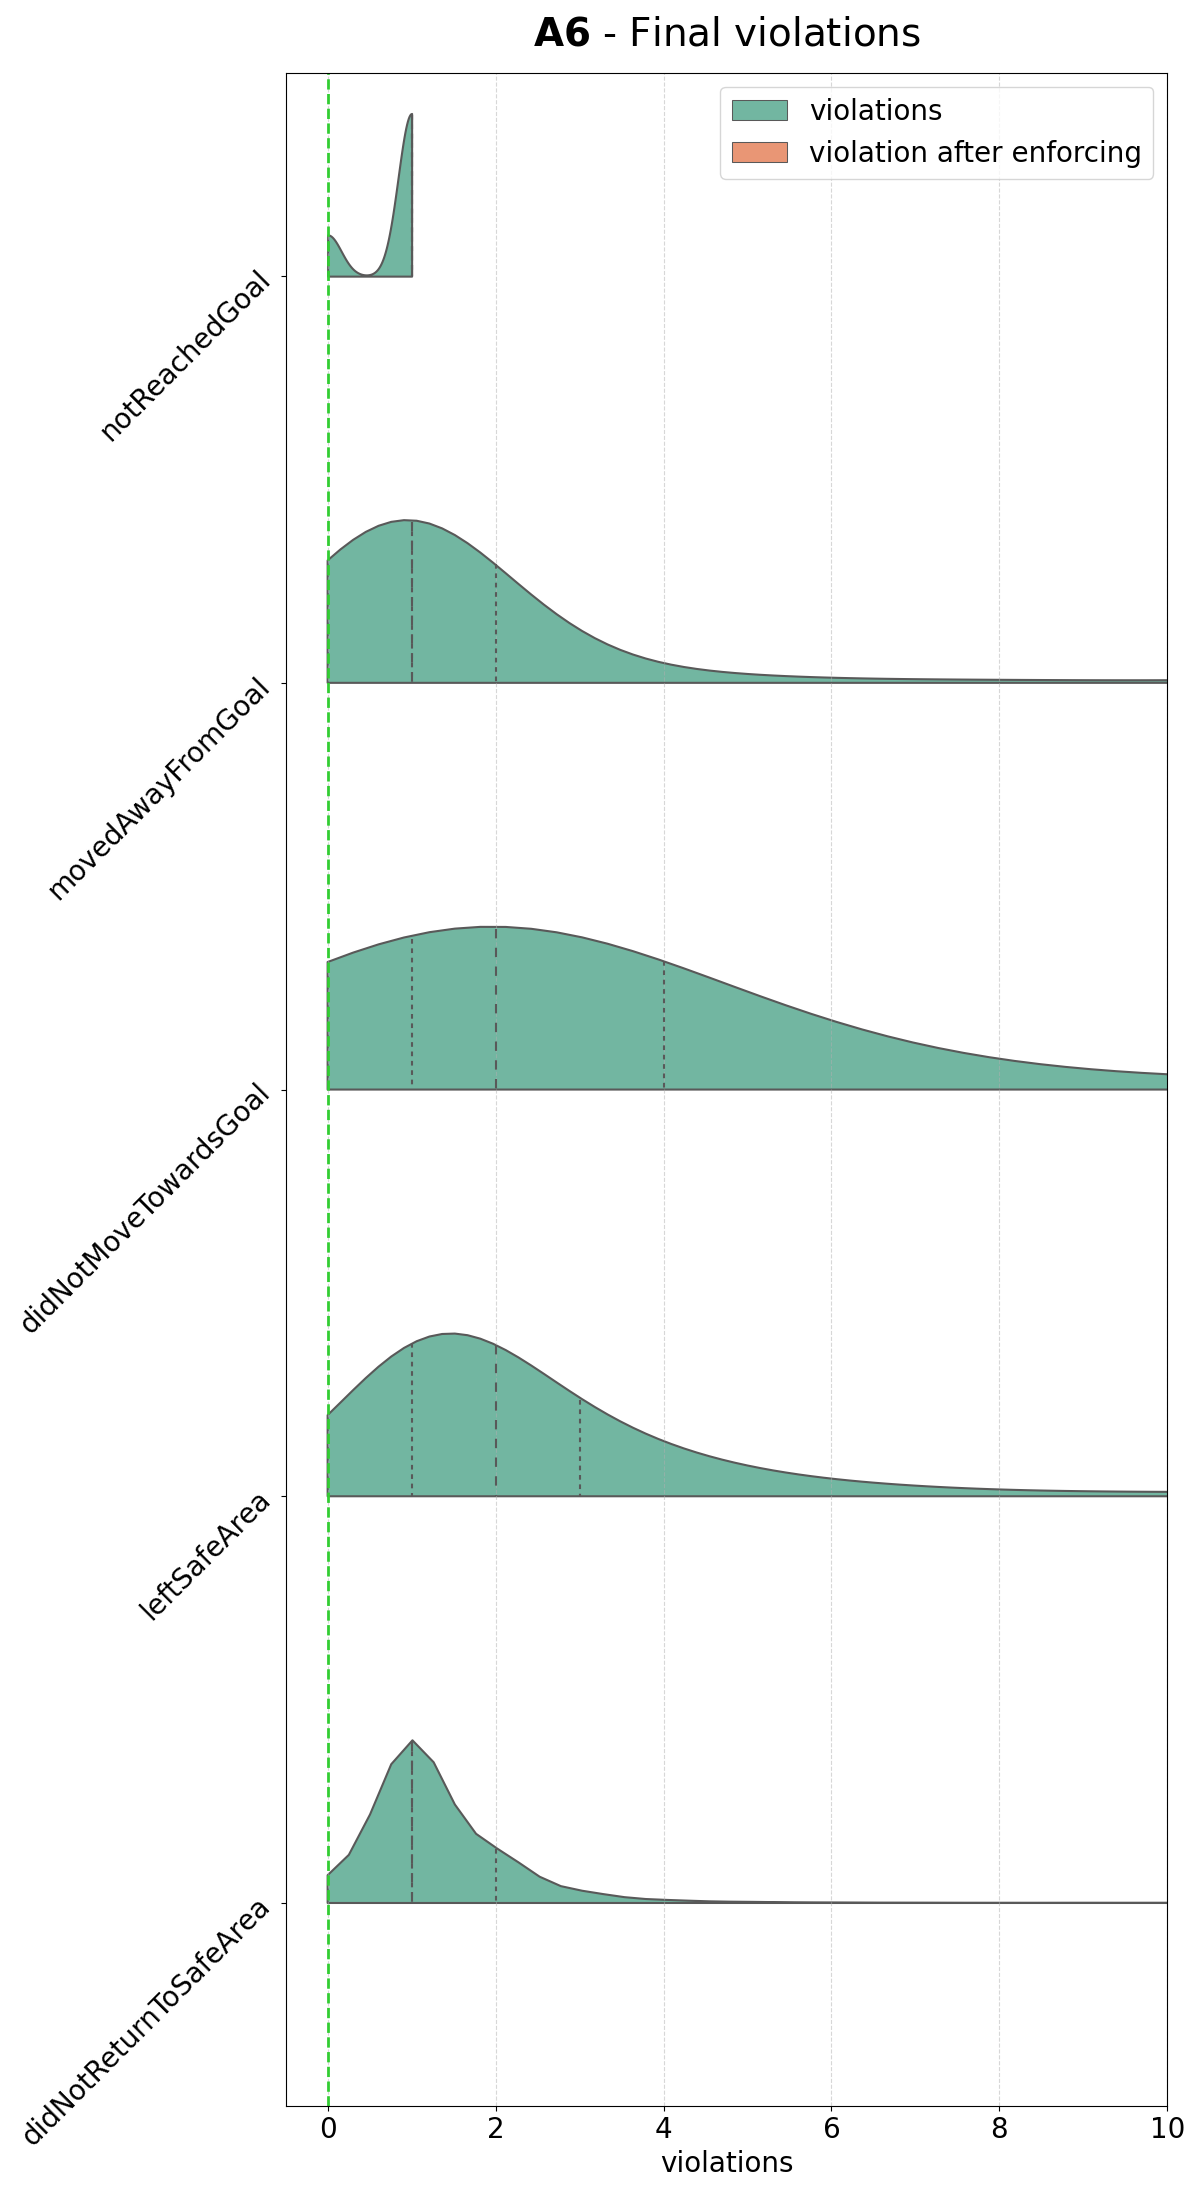 A6 - Final violations
violations
violation after enforcing
notReachedGoal
movedAwayFromGoal
didNotMoveTowardsGoal
leftSafeArea
didNotReturnToSafeArea
0 2 4 6 8 10
violations